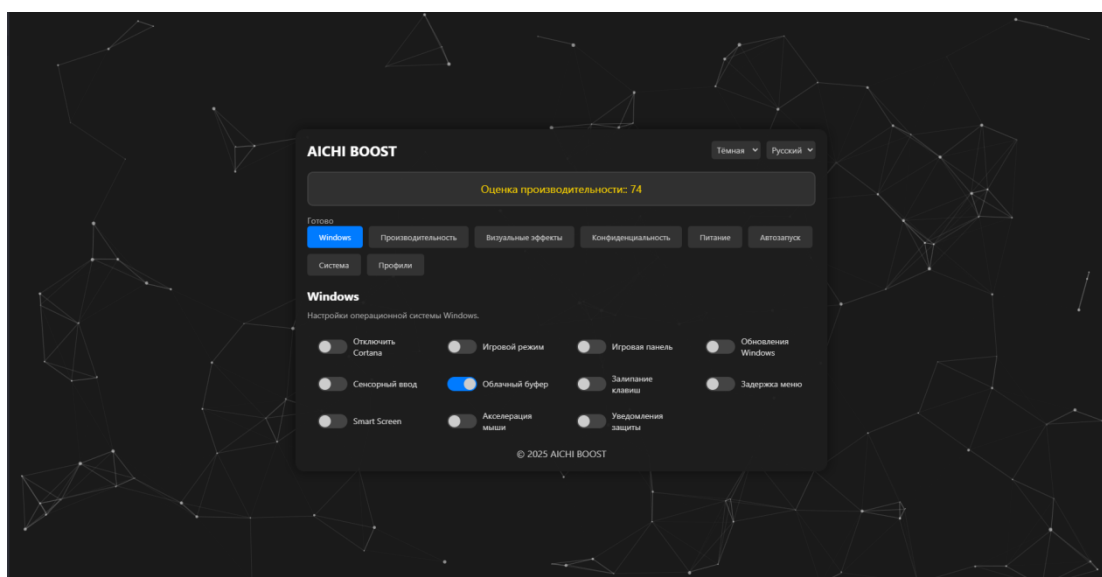 AICHI BOOST
Тёмная
Русский
Оценка производительности:: 74
Готово
Windows
Производительность
Визуальные эффекты
Конфиденциальность
Питание
Автозапуск
Система
Профили
Windows
Настройки операционной системы Windows.
Отключить
Cortana
Игровой режим
Игровая панель
Обновления
Windows
Сенсорный ввод
Облачный буфер
Залипание
клавиш
Задержка меню
Smart Screen
Акселерация
мыши
Уведомления
защиты
© 2025 AICHI BOOST